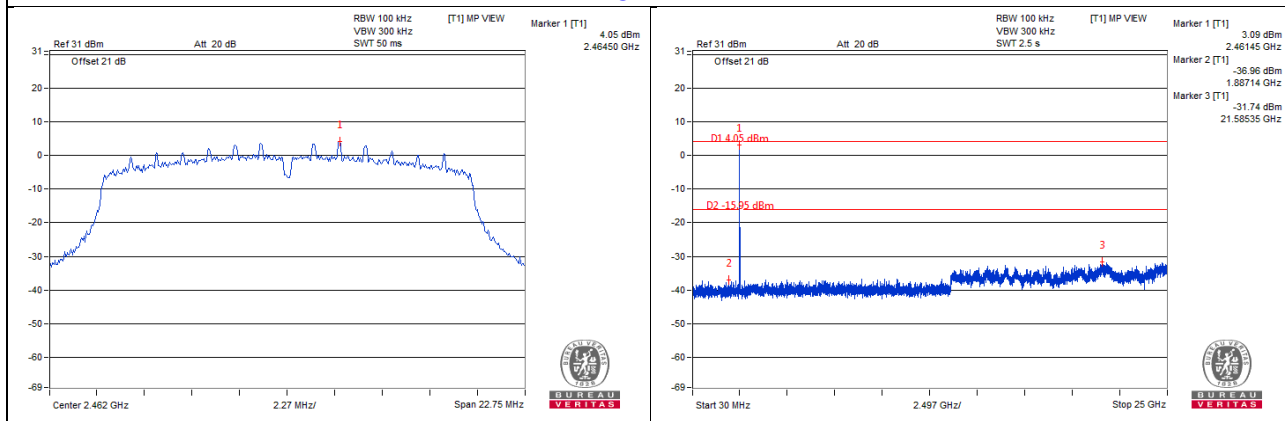 RBW 100 kHz
VBW 300 kHz
SWT 50 ms
[T1] MP VIEW
Ref 31 dBm
Att 20 dB
Offset 21 dB
Marker 1 [T1]
4.05 dBm
2.46450 GHz
31
20
10
0
-10
-20
-30
-40
-50
-60
-69
1
Center 2.462 GHz
2.27 MHz/
Span 22.75 MHz
BUREAU VERITAS
1828
BUREAU
VERITAS
RBW 100 kHz
VBW 300 kHz
SWT 2.5 s
[T1] MP VIEW
Ref 31 dBm
Att 20 dB
Offset 21 dB
Marker 1 [T1]
3.09 dBm
2.46145 GHz
Marker 2 [T1]
-36.96 dBm
1.88714 GHz
Marker 3 [T1]
-31.74 dBm
21.58535 GHz
31
20
10
0
-10
-20
-30
-40
-50
-60
-69
1
D1 4.05 dBm
D2 -15.95 dBm
2
3
Start 30 MHz
2.497 GHz/
Stop 25 GHz
BUREAU VERITAS
1828
BUREAU
VERITAS